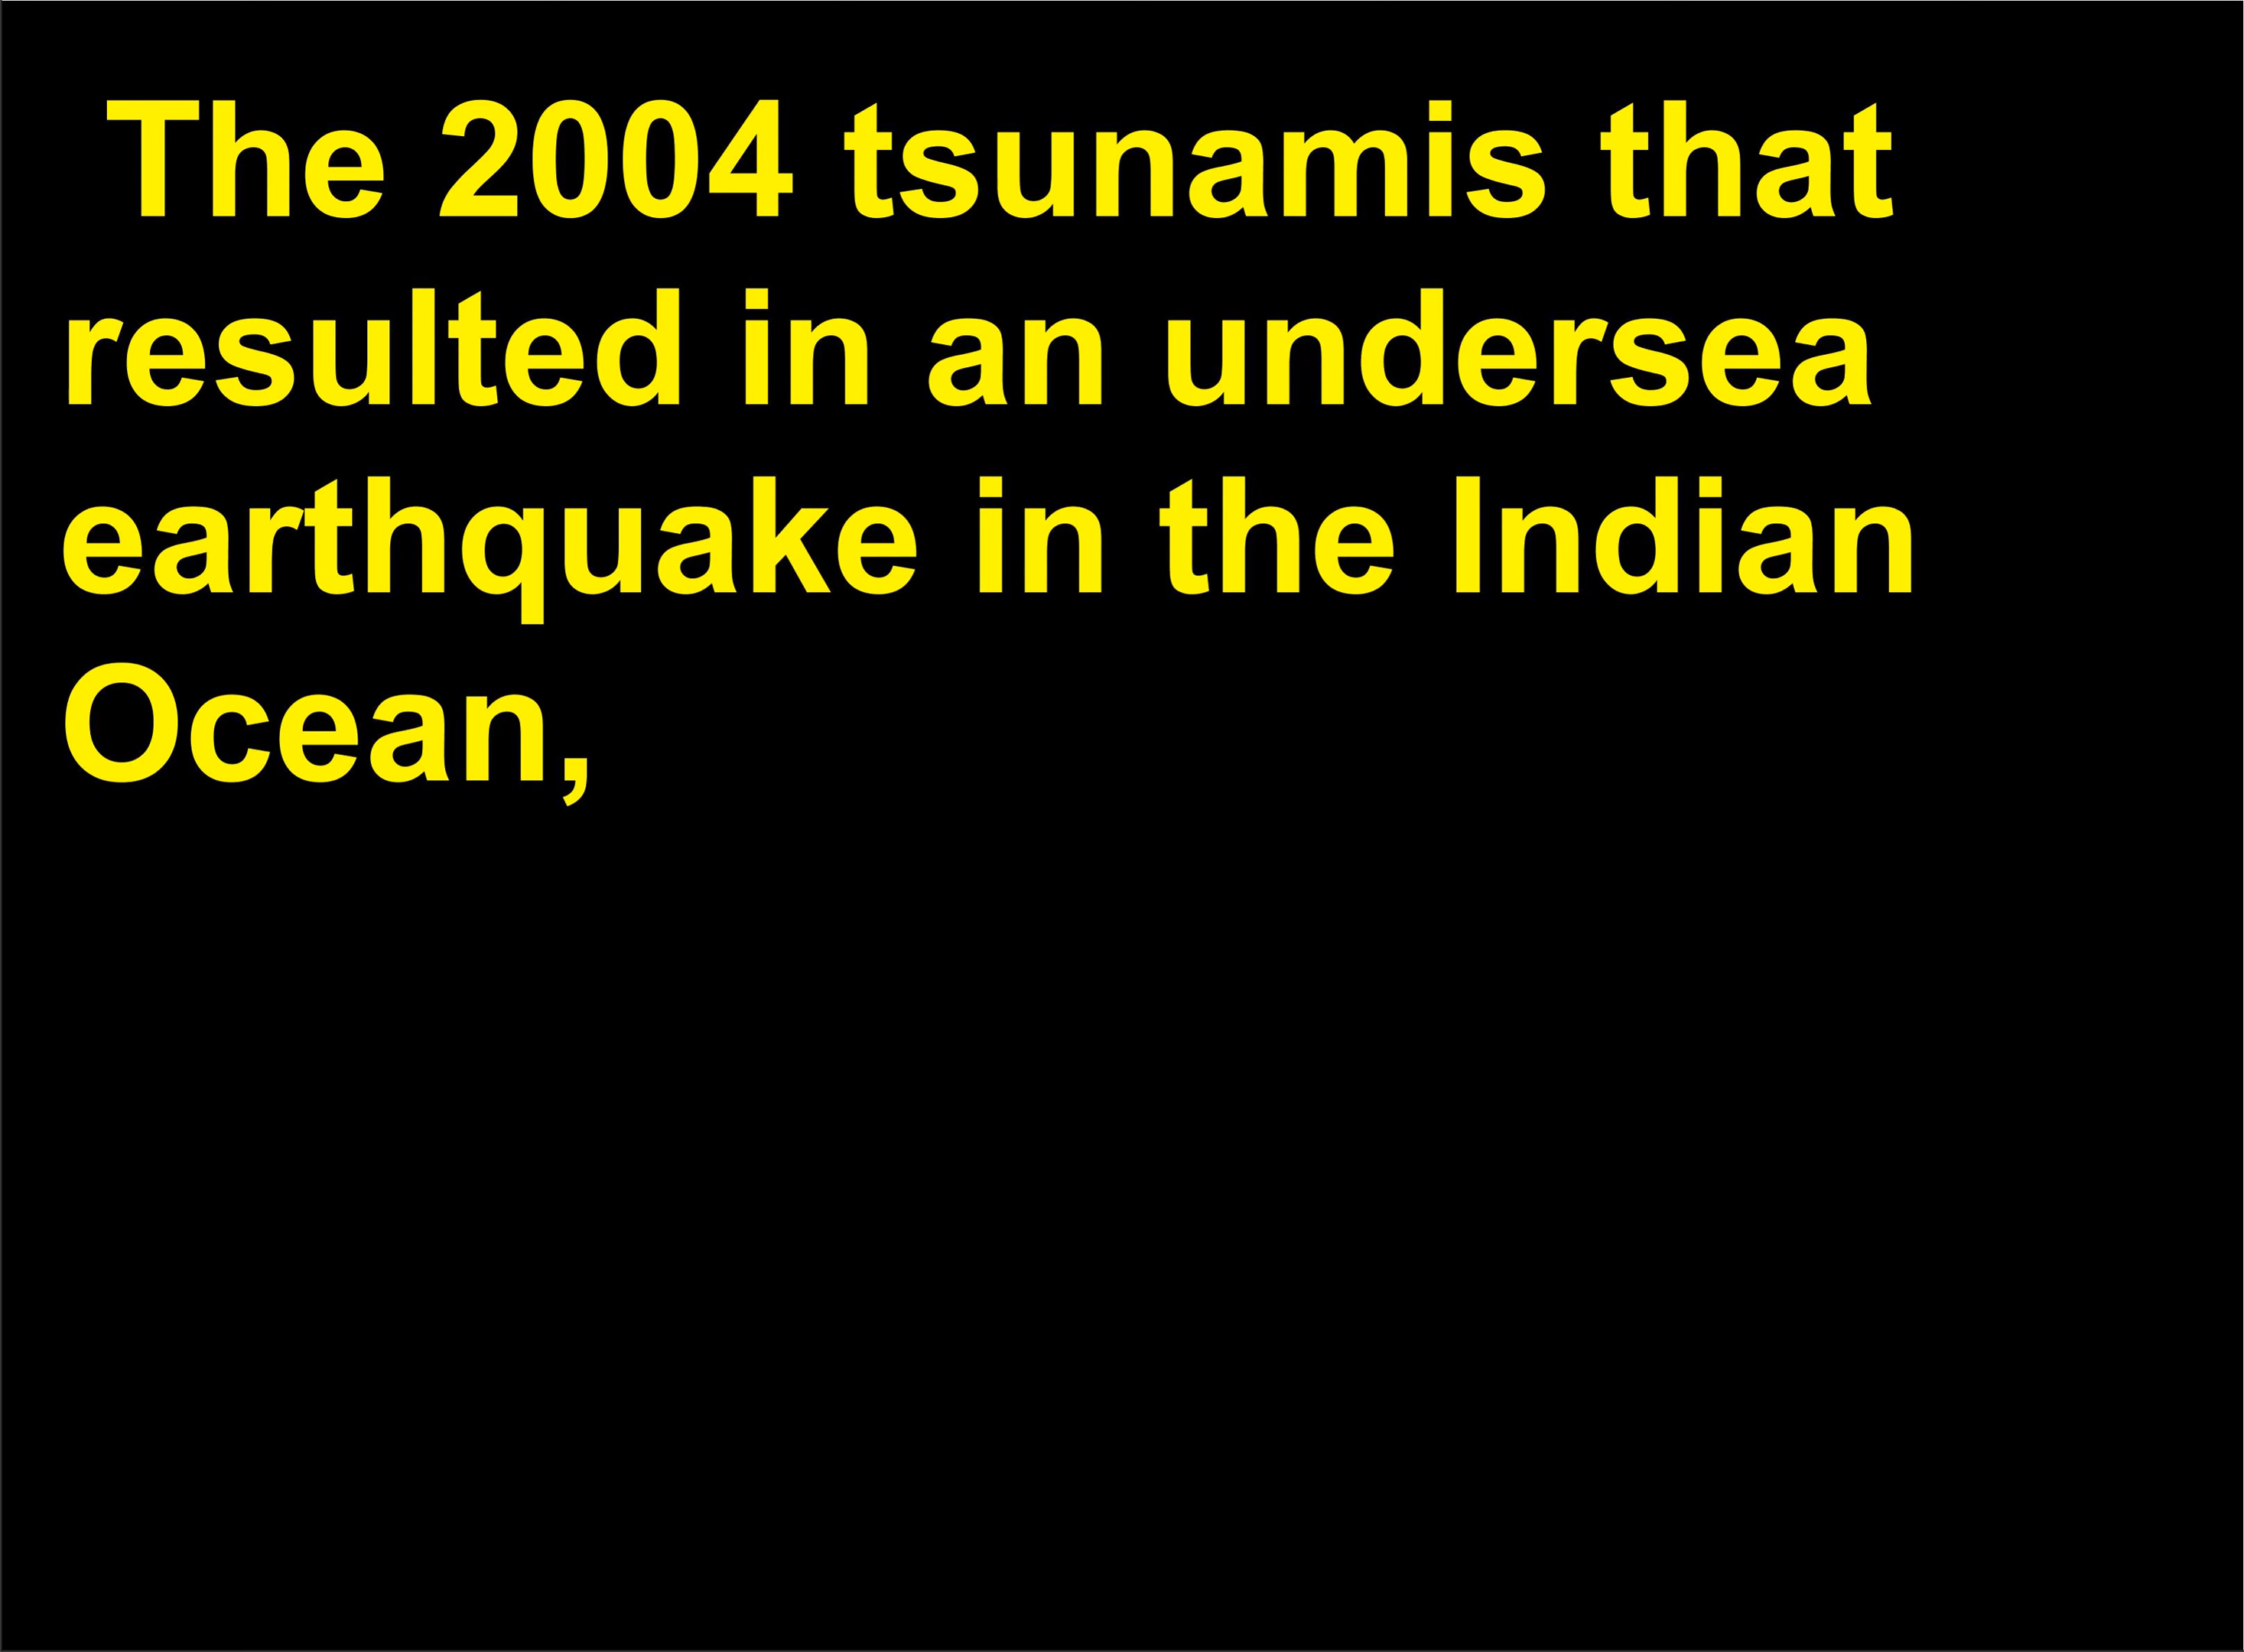 The 2004 tsunamis that
resulted in an undersea
earthquake in the Indian
Ocean,